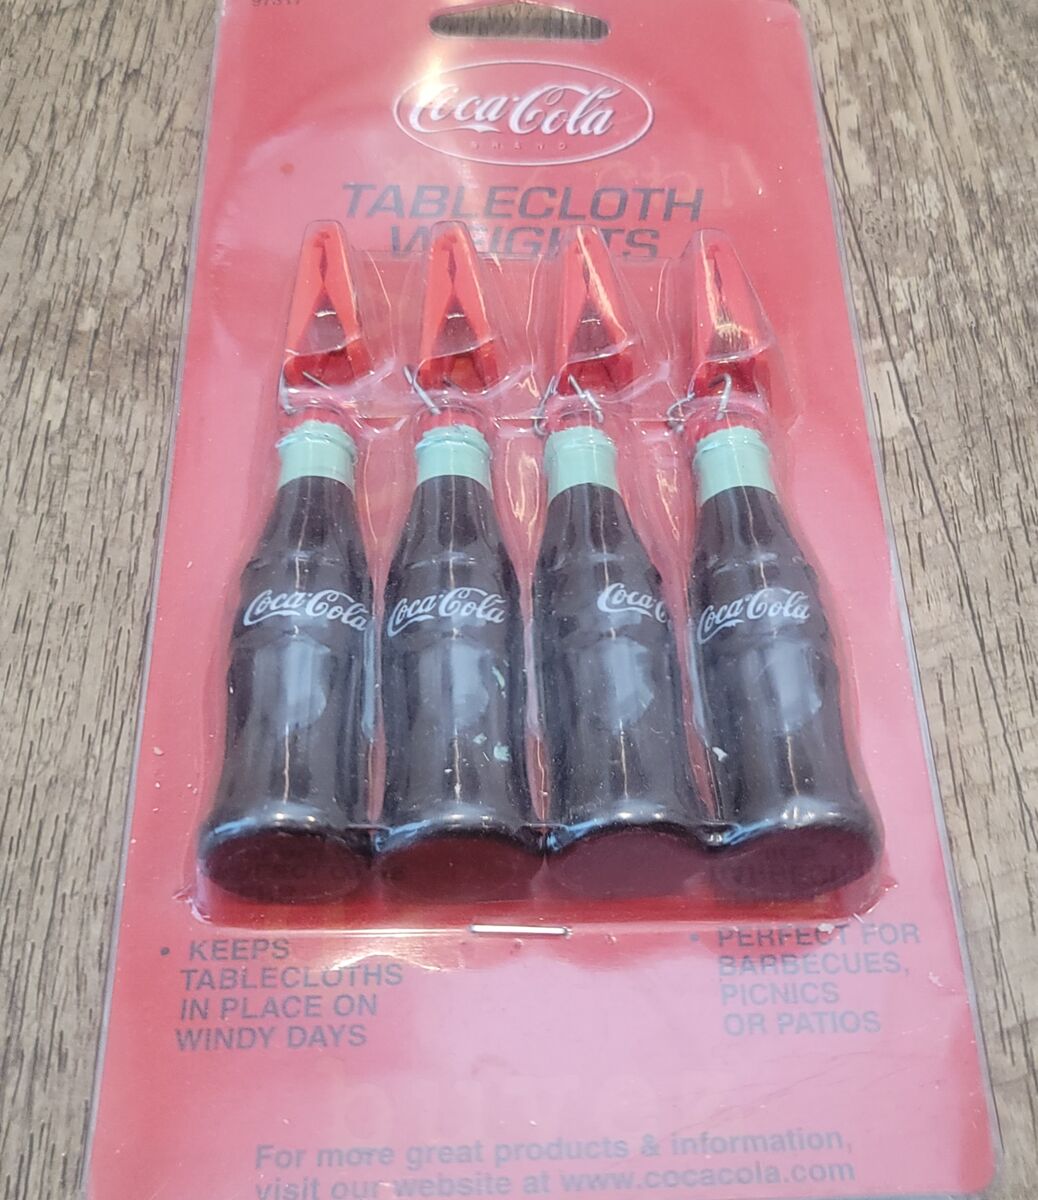 Coca-Cola
BRAND
TABLECLOTH
WEIGHTS
Coca-Cola
Coca-Cola
Coca-C
Coca-Cola
• KEEPS
TABLECLOTHS
IN PLACE ON
WINDY DAYS
• PERFECT FOR
BARBECUES,
PICNICS
OR PATIOS
For more great products & information,
visit our website at www.cocacola.com